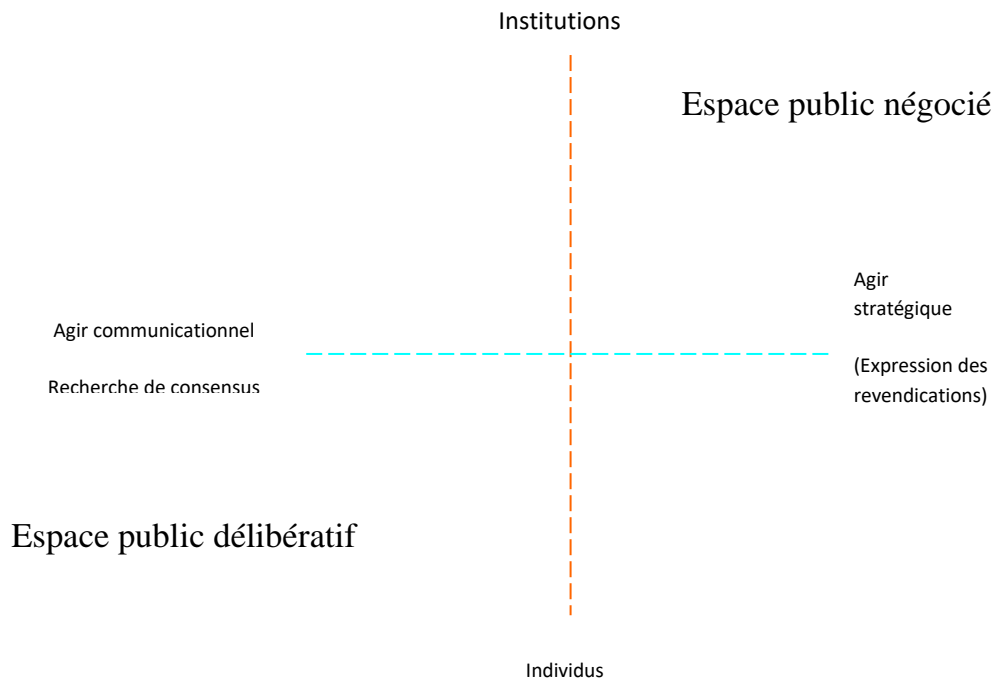 Institutions
Espace public négocié
Agir
stratégique
Agir communicationnel
(Expression des
revendications)
Recherche de consensus
Espace public délibératif
Individus